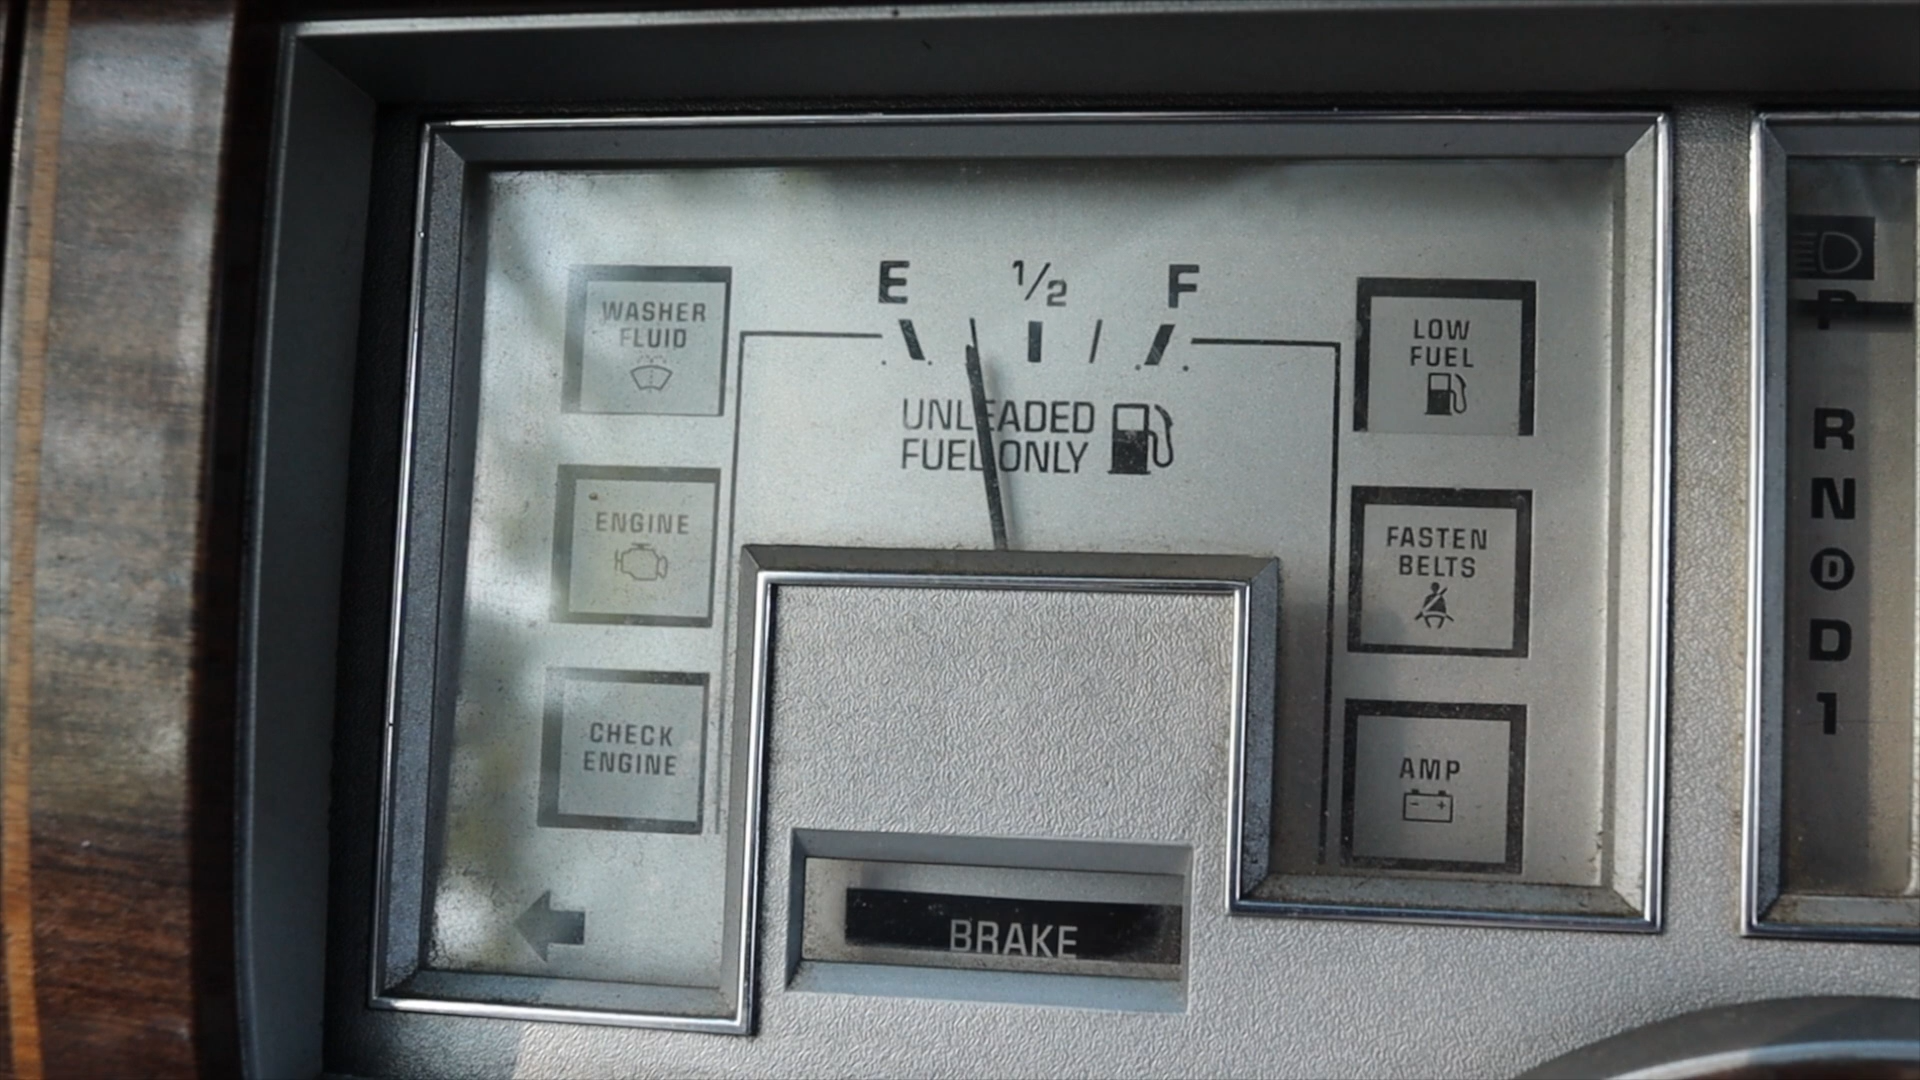 E 1/2 F
WASHER
FLUID
LOW
FUEL
UNLEADED
FUEL ONLY
ENGINE
FASTEN
BELTS
CHECK
ENGINE
AMP
- +
BRAKE
P
R
N
D
D
1